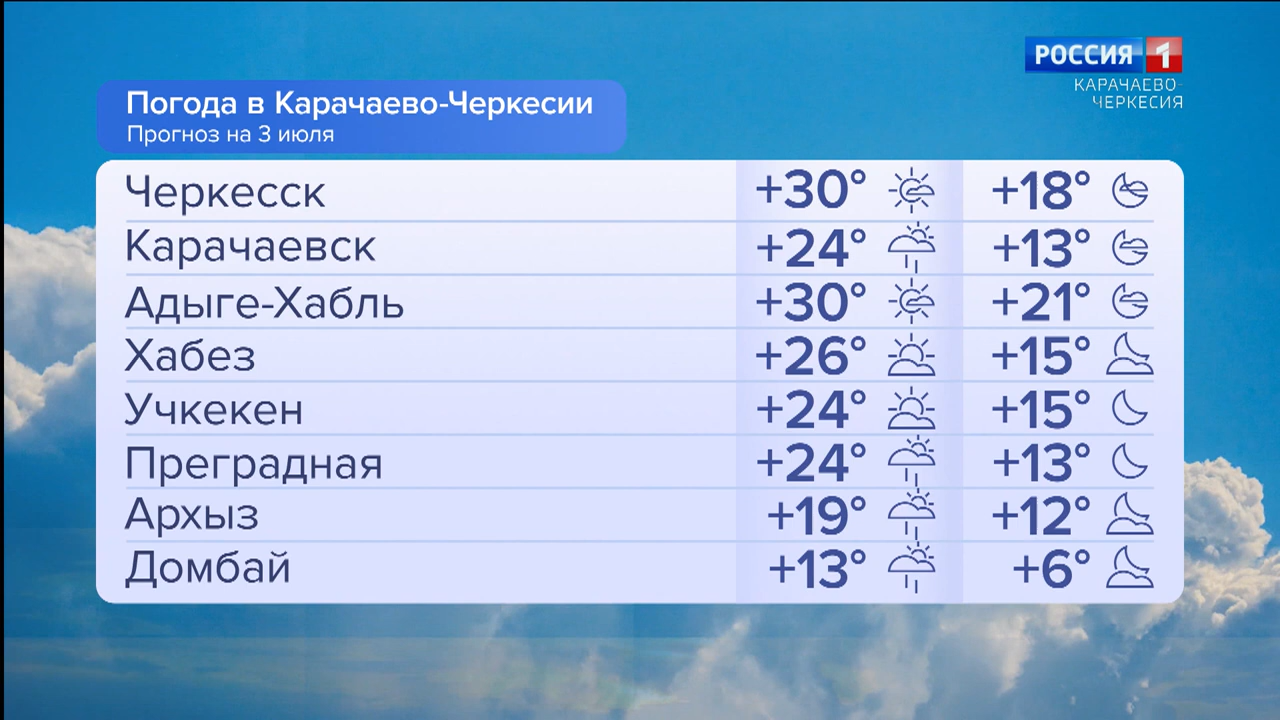 РОССИЯ 1
КАРАЧАЕВО-
ЧЕРКЕСИЯ
Погода в Карачаево-Черкесии
Прогноз на 3 июля
Черкесск +30° +18°
Карачаевск +24° +13°
Адыге-Хабль +30° +21°
Хабез +26° +15°
Учкекен +24° +15°
Преградная +24° +13°
Архыз +19° +12°
Домбай +13° +6°